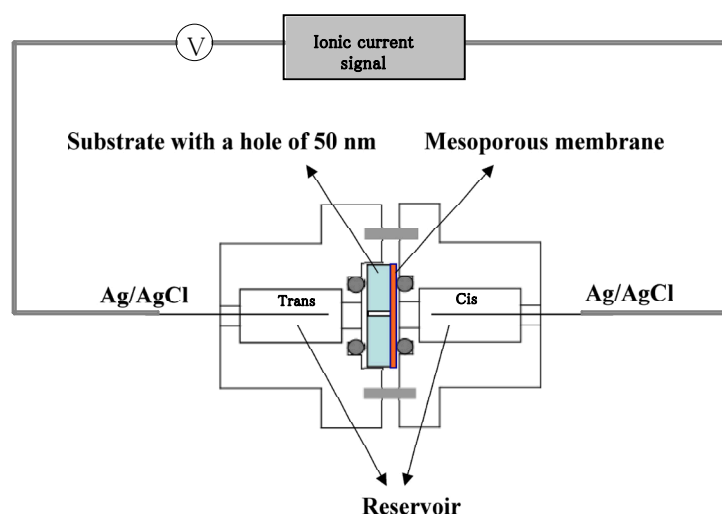 Ionic current
signal
V
Substrate with a hole of 50 nm
Mesoporous membrane
Ag/AgCl
Trans
Cis
Ag/AgCl
Reservoir